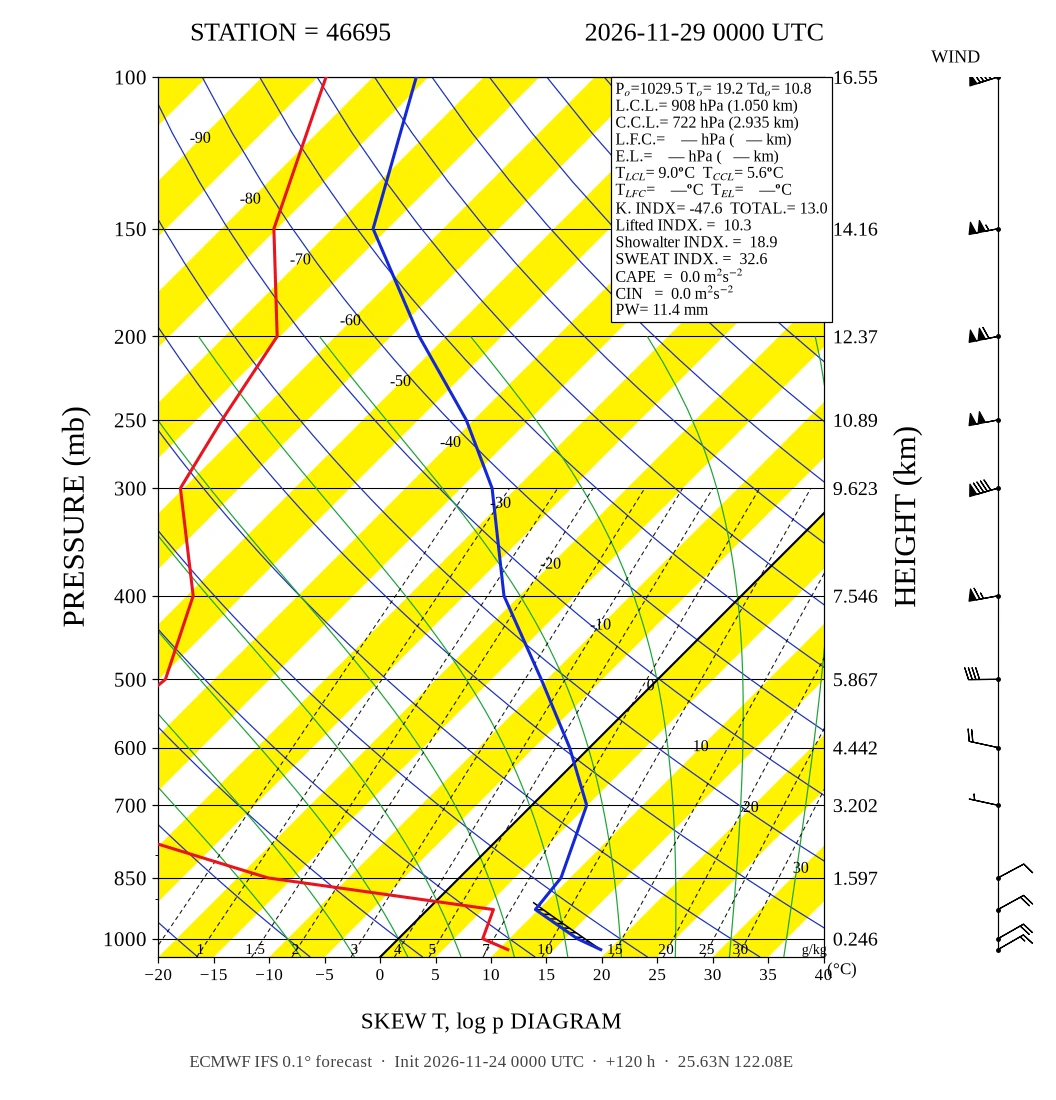 STATION = 46695
2026-11-29 0000 UTC
WIND
Pₒ=1029.5 Tₒ= 19.2 Tdₒ= 10.8
L.C.L.= 908 hPa (1.050 km)
C.C.L.= 722 hPa (2.935 km)
L.F.C.= — hPa ( — km)
E.L.= — hPa ( — km)
T_LCL= 9.0°C T_CCL= 5.6°C
T_LFC= —°C T_EL= —°C
K. INDX= -47.6 TOTAL.= 13.0
Lifted INDX. = 10.3
Showalter INDX. = 18.9
SWEAT INDX. = 32.6
CAPE = 0.0 m²s⁻²
CIN = 0.0 m²s⁻²
PW= 11.4 mm
PRESSURE (mb)
100
150
200
250
300
400
500
600
700
850
1000
HEIGHT (km)
16.55
14.16
12.37
10.89
9.623
7.546
5.867
4.442
3.202
1.597
0.246
-90
-80
-70
-60
-50
-40
-30
-20
-10
0
10
20
30
1 1.5 2 3 4 5 7 10 15 20 25 30 g/kg
−20 −15 −10 −5 0 5 10 15 20 25 30 35 40 (°C)
SKEW T, log p DIAGRAM
ECMWF IFS 0.1° forecast · Init 2026-11-24 0000 UTC · +120 h · 25.63N 122.08E